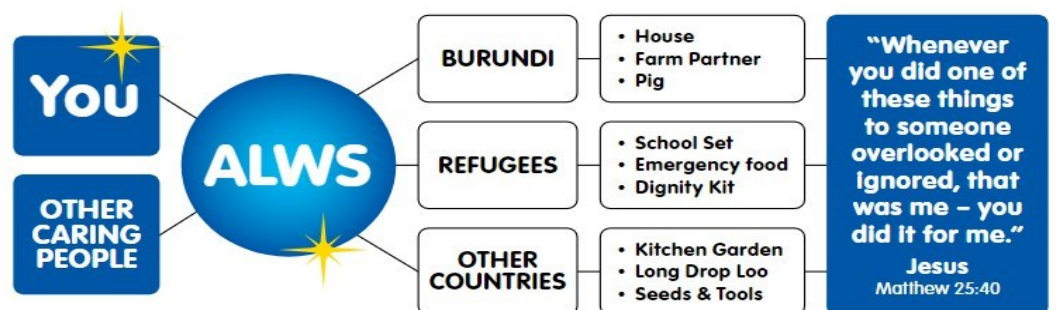 You
OTHER
CARING
PEOPLE
ALWS
BURUNDI
• House
• Farm Partner
• Pig
REFUGEES
• School Set
• Emergency food
• Dignity Kit
OTHER
COUNTRIES
• Kitchen Garden
• Long Drop Loo
• Seeds & Tools
“Whenever
you did one of
these things
to someone
overlooked or
ignored, that
was me – you
did it for me.”
Jesus
Matthew 25:40